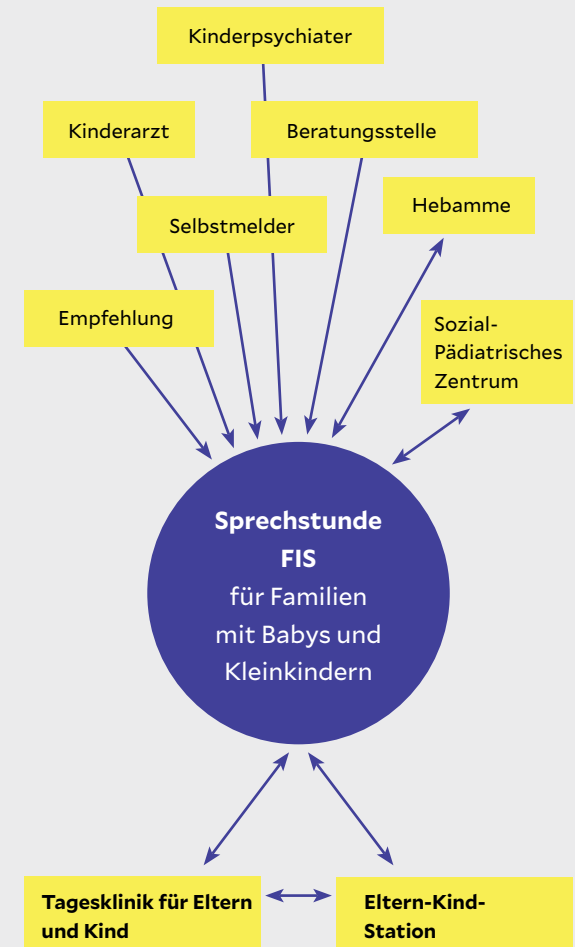 Kinderpsychiater
Kinderarzt
Beratungsstelle
Hebamme
Selbstmelder
Empfehlung
Sozial-
Pädiatrisches
Zentrum
Sprechstunde
FIS
für Familien
mit Babys und
Kleinkindern
Tagesklinik für Eltern
und Kind
Eltern-Kind-
Station